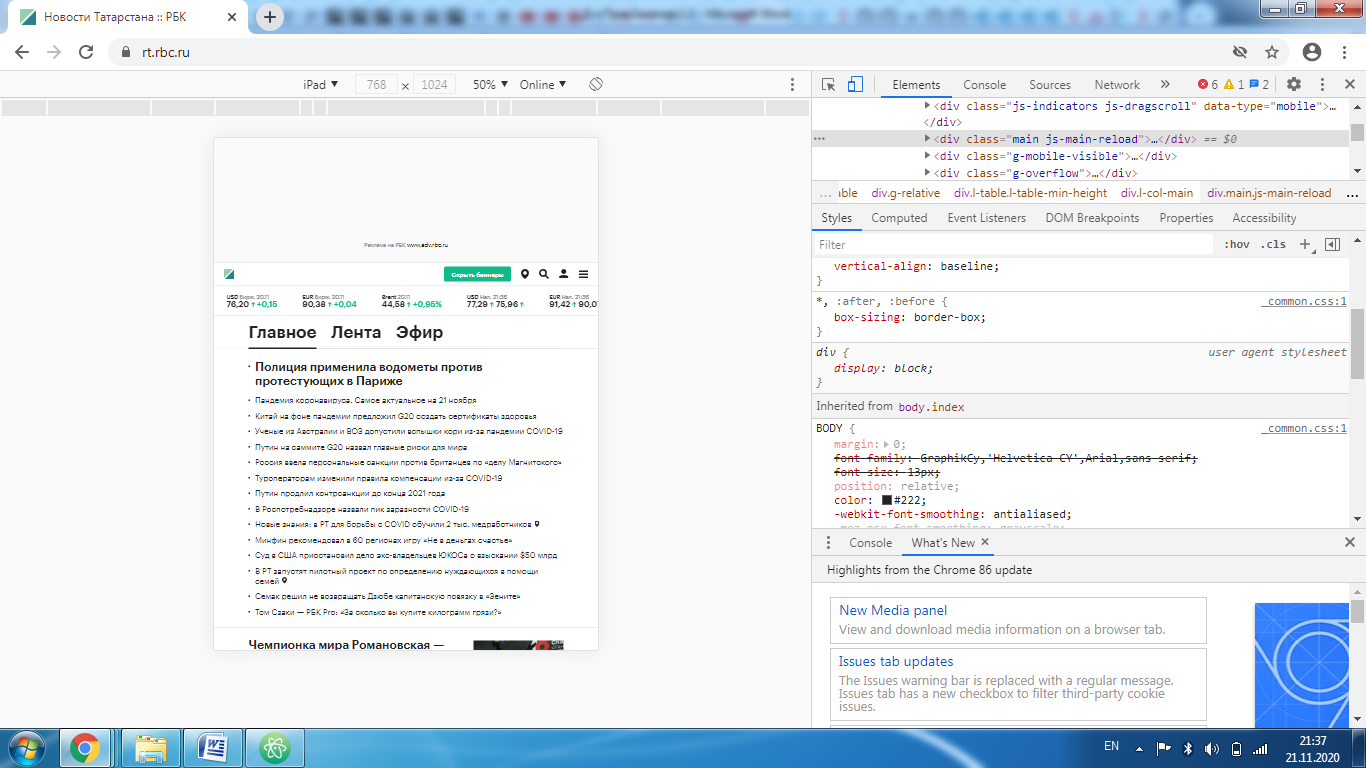 Новости Татарстана :: РБК
rt.rbc.ru
iPad 768 × 1024 50% Online
Elements Console Sources Network 6 1 2
<div class="js-indicators js-dragscroll" data-type="mobile">…
</div>
<div class="main js-main-reload">…</div> == $0
<div class="g-mobile-visible">…</div>
<div class="g-overflow">…</div>
… able div.g-relative div.l-table.l-table-min-height div.l-col-main div.main.js-main-reload …
Styles Computed Event Listeners DOM Breakpoints Properties Accessibility
Filter :hov .cls
vertical-align: baseline;
}
*, :after, :before { _common.css:1
box-sizing: border-box;
}
div { user agent stylesheet
display: block;
}
Inherited from body.index
BODY { _common.css:1
margin: 0;
font-family: GraphikCy,'Helvetica CY',Arial,sans-serif;
font-size: 13px;
position: relative;
color: #222;
-webkit-font-smoothing: antialiased;
-moz-osx-font-smoothing: grayscale;
Console What's New
Highlights from the Chrome 86 update
New Media panel
View and download media information on a browser tab.
Issues tab updates
The Issues warning bar is replaced with a regular message.
Issues tab has a new checkbox to filter third-party cookie
issues.
Реклама на РБК www.adv.rbc.ru
Скрыть баннеры
USD Бирж. 20.11 EUR Бирж. 20.11 Brent 20.11 USD Нал. 21:36 EUR Нал. 21:36
76,20 +0,15 90,38 +0,04 44,58 +0,95% 77,29 75,96 91,42 90,0
Главное Лента Эфир
Полиция применила водометы против
протестующих в Париже
Пандемия коронавируса. Самое актуальное на 21 ноября
Китай на фоне пандемии предложил G20 создать сертификаты здоровья
Ученые из Австралии и ВОЗ допустили вспышки кори из-за пандемии COVID-19
Путин на саммите G20 назвал главные риски для мира
Россия ввела персональные санкции против британцев по «делу Магнитского»
Туроператорам изменили правила компенсации из-за COVID-19
Путин продлил контрсанкции до конца 2021 года
В Роспотребнадзоре назвали пик заразности COVID-19
Новые знания: в РТ для борьбы с COVID обучили 2 тыс. медработников
Минфин рекомендовал в 60 регионах игру «Не в деньгах счастье»
Суд в США приостановил дело экс-владельцев ЮКОСа о взыскании $50 млрд
В РТ запустят пилотный проект по определению нуждающихся в помощи
семей
Семак решил не возвращать Дзюбе капитанскую повязку в «Зените»
Том Сзаки — РБК Pro: «За сколько вы купите килограмм грязи?»
Чемпионка мира Романовская —
EN 21:37
21.11.2020